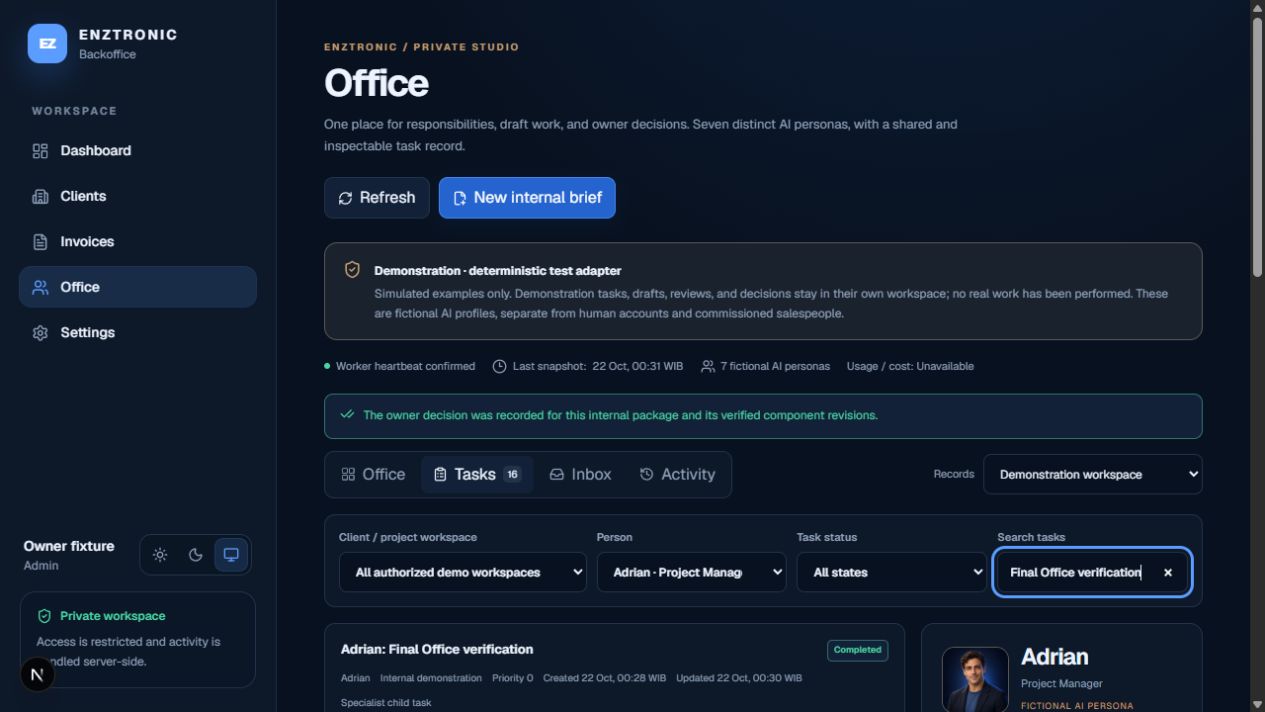 EZ
ENZTRONIC
Backoffice
WORKSPACE
Dashboard
Clients
Invoices
Office
Settings
Owner fixture
Admin
Private workspace
Access is restricted and activity is
ndled server-side.
N
ENZTRONIC / PRIVATE STUDIO
Office
One place for responsibilities, draft work, and owner decisions. Seven distinct AI personas, with a shared and
inspectable task record.
Refresh
New internal brief
Demonstration · deterministic test adapter
Simulated examples only. Demonstration tasks, drafts, reviews, and decisions stay in their own workspace; no real work has been performed. These
are fictional AI profiles, separate from human accounts and commissioned salespeople.
Worker heartbeat confirmed
Last snapshot: 22 Oct, 00:31 WIB
7 fictional AI personas
Usage / cost: Unavailable
The owner decision was recorded for this internal package and its verified component revisions.
Office
Tasks 16
Inbox
Activity
Records
Demonstration workspace
Client / project workspace
Person
Task status
Search tasks
All authorized demo workspaces
Adrian · Project Manag
All states
Final Office verification
Adrian: Final Office verification
Completed
Adrian Internal demonstration Priority 0 Created 22 Oct, 00:28 WIB Updated 22 Oct, 00:30 WIB
Specialist child task
Adrian
Project Manager
FICTIONAL AI PERSONA